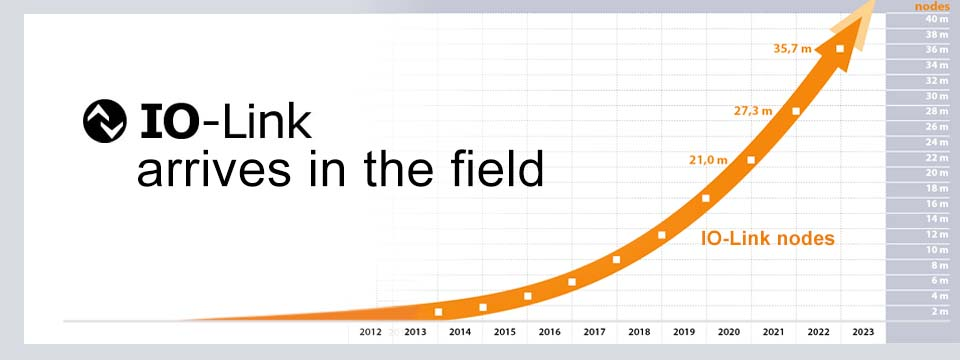 IO-Link
arrives in the field
nodes
40 m
38 m
36 m
34 m
32 m
30 m
28 m
26 m
24 m
22 m
20 m
18 m
16 m
14 m
12 m
10 m
8 m
6 m
4 m
2 m
35,7 m
27,3 m
21,0 m
IO-Link nodes
2012 2013 2014 2015 2016 2017 2018 2019 2020 2021 2022 2023